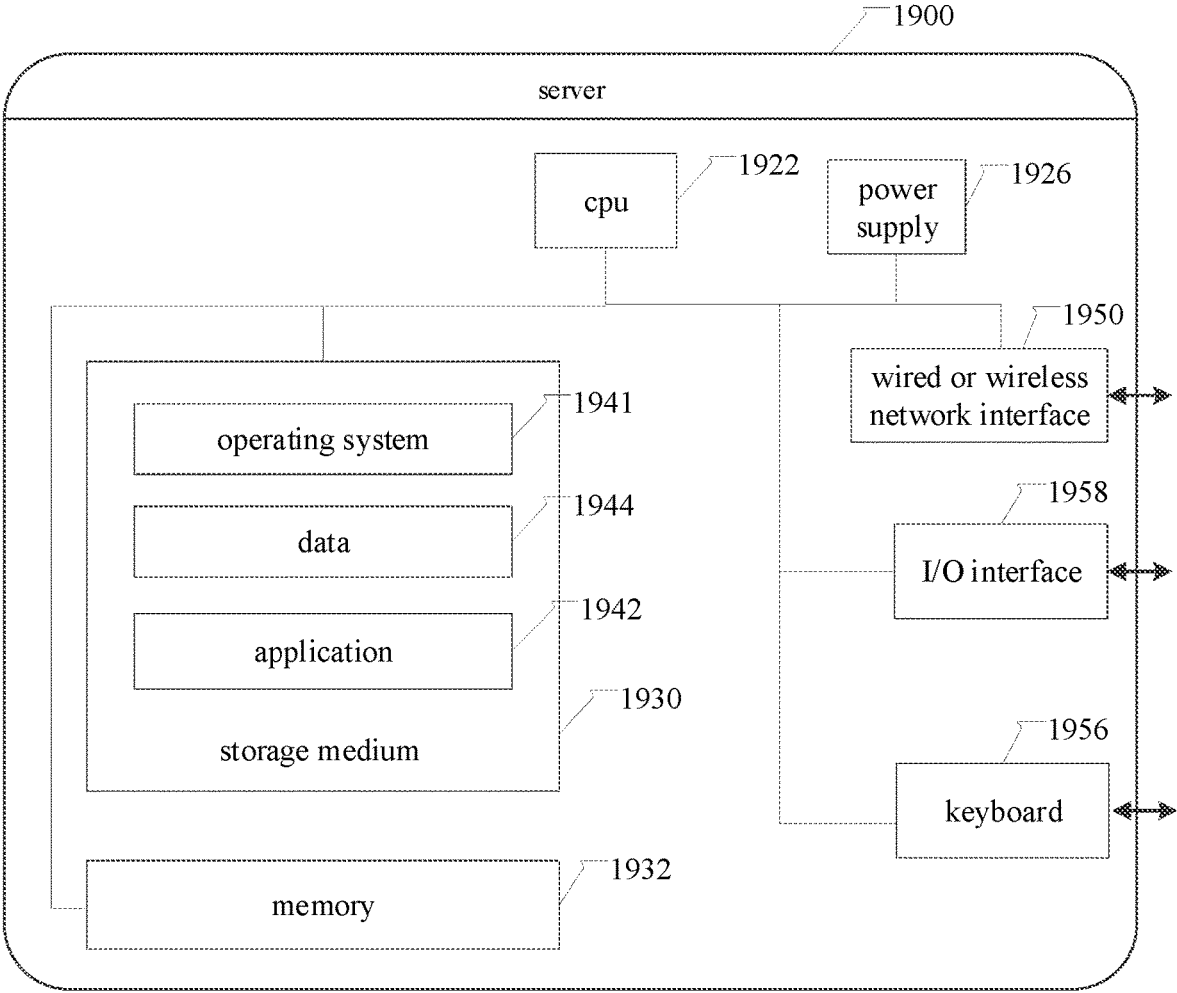 1900
server
cpu
1922
power
supply
1926
1950
wired or wireless
network interface
operating system
1941
data
1944
application
1942
storage medium
1930
I/O interface
1958
keyboard
1956
memory
1932